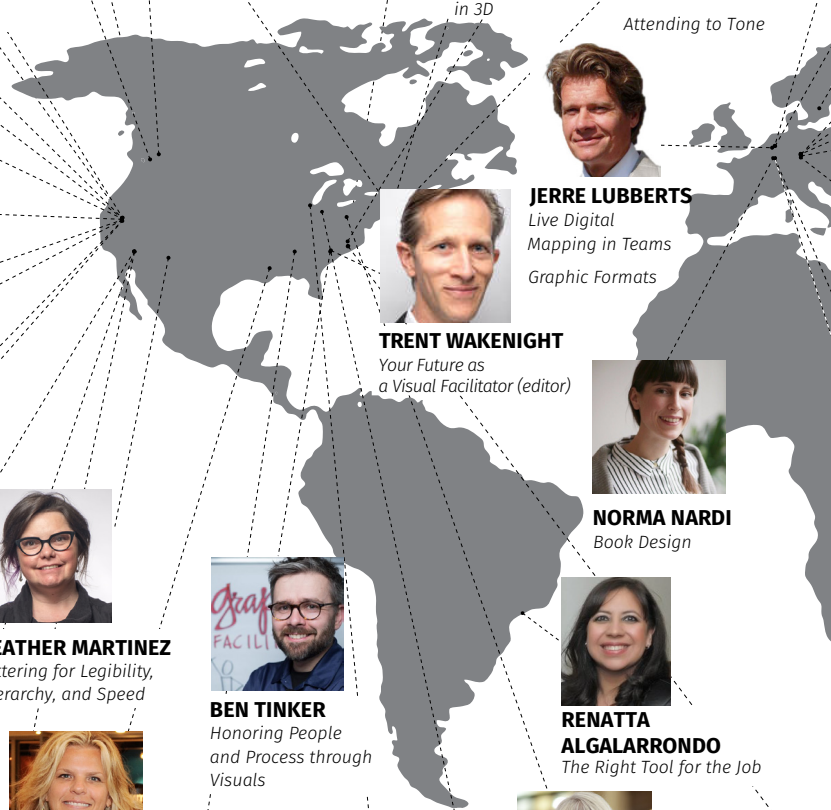 in 3D
Attending to Tone
JERRE LUBBERTS
Live Digital
Mapping in Teams
Graphic Formats
TRENT WAKENIGHT
Your Future as
a Visual Facilitator (editor)
NORMA NARDI
Book Design
EATHER MARTINEZ
ttering for Legibility,
erarchy, and Speed
graf
FACILI
BEN TINKER
Honoring People
and Process through
Visuals
RENATTA
ALGALARRONDO
The Right Tool for the Job